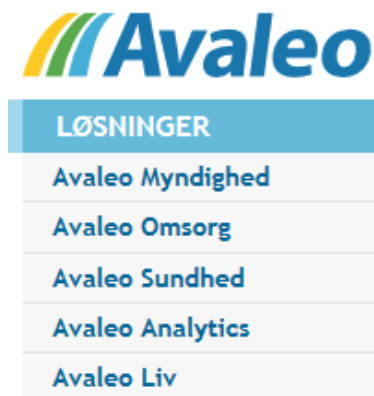 Avaleo
LØSNINGER
Avaleo Myndighed
Avaleo Omsorg
Avaleo Sundhed
Avaleo Analytics
Avaleo Liv